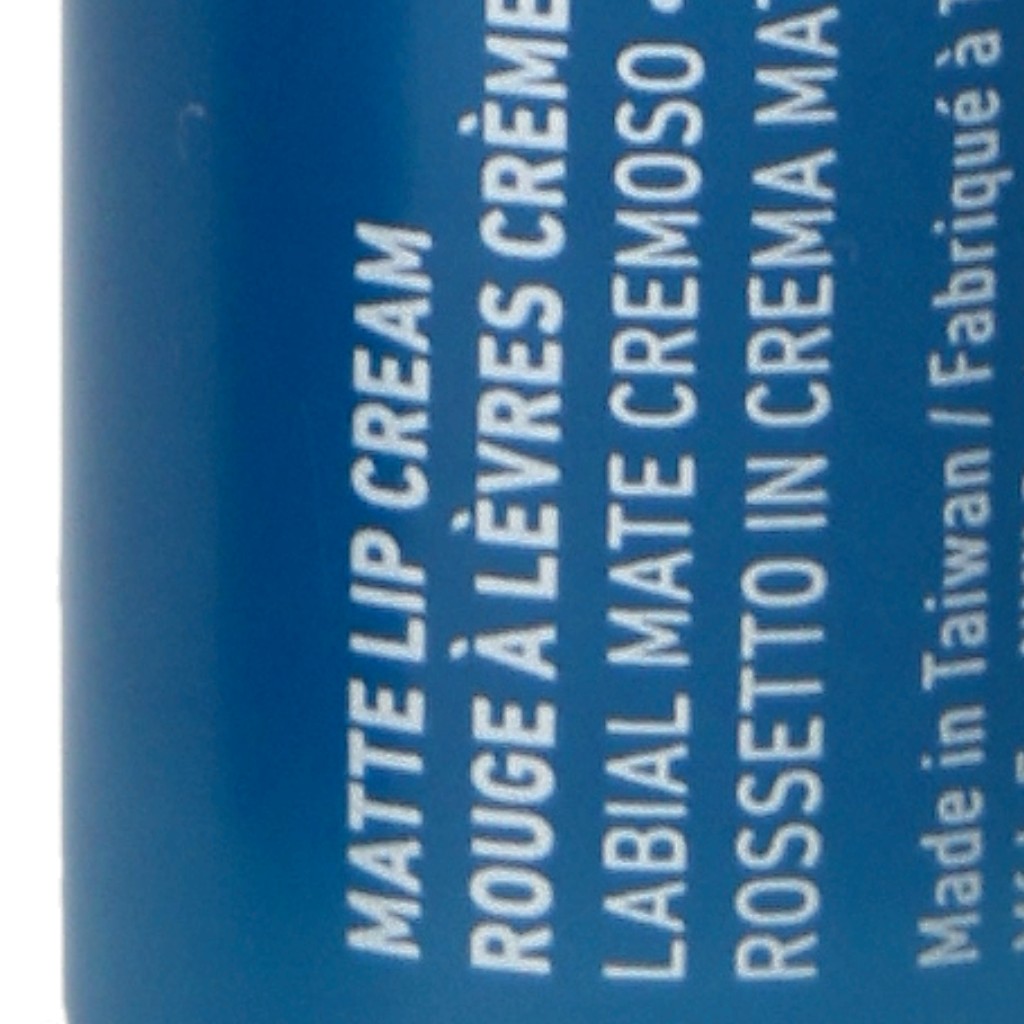 MATTE LIP CREAM
ROUGE À LÈVRES CRÈME
LABIAL MATE CREMOSO •
ROSSETTO IN CREMA
Made in Taiwan / Fabriqué à